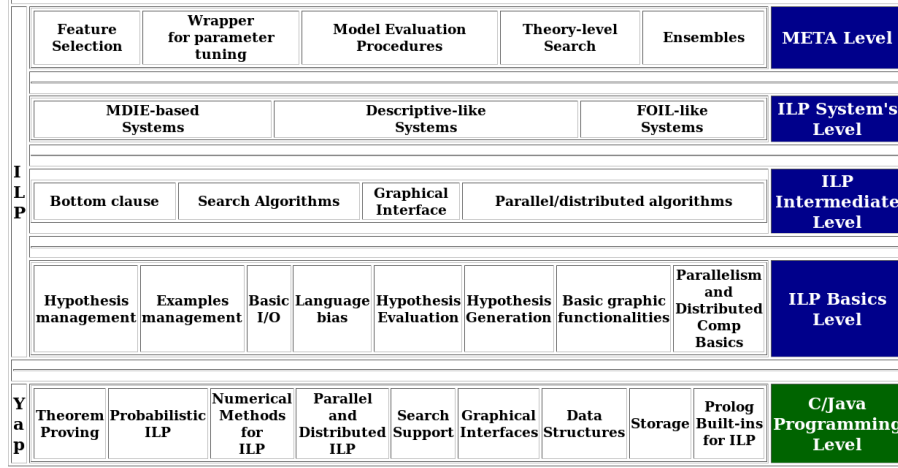 Feature
Selection
Wrapper
for parameter
tuning
Model Evaluation
Procedures
Theory-level
Search
Ensembles
META Level
I
L
P
MDIE-based
Systems
Descriptive-like
Systems
FOIL-like
Systems
ILP System's
Level
Bottom clause
Search Algorithms
Graphical
Interface
Parallel/distributed algorithms
ILP
Intermediate
Level
Hypothesis
management
Examples
management
Basic
I/O
Language
bias
Hypothesis
Evaluation
Hypothesis
Generation
Basic graphic
functionalities
Parallelism
and
Distributed
Comp
Basics
ILP Basics
Level
Y
a
p
Theorem
Proving
Probabilistic
ILP
Numerical
Methods
for
ILP
Parallel
and
Distributed
ILP
Search
Support
Graphical
Interfaces
Data
Structures
Storage
Prolog
Built-ins
for ILP
C/Java
Programming
Level